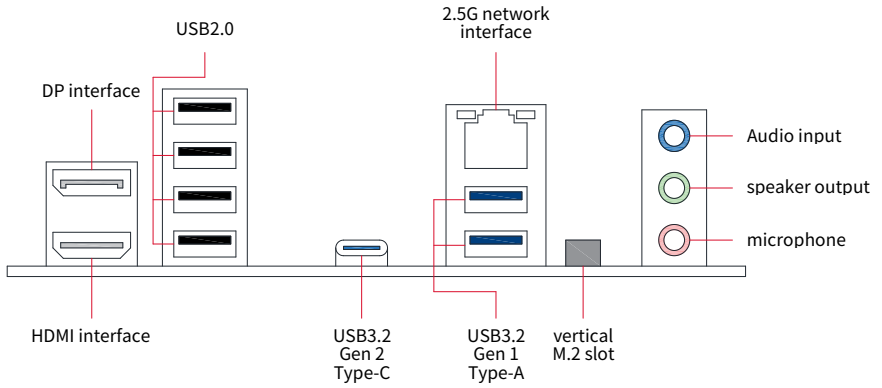 2.5G network
interface
USB2.0
DP interface
Audio input
speaker output
microphone
HDMI interface
USB3.2
Gen 2
Type-C
USB3.2
Gen 1
Type-A
vertical
M.2 slot